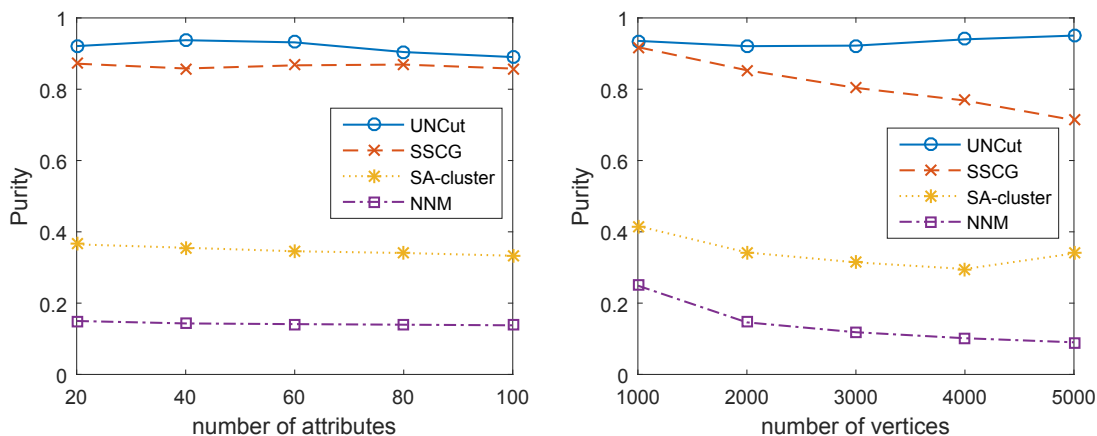 Purity
1
0.8
0.6
0.4
0.2
0
20
40
60
80
100
number of attributes
UNCut
SSCG
SA-cluster
NNM
Purity
1
0.8
0.6
0.4
0.2
0
1000
2000
3000
4000
5000
number of vertices
UNCut
SSCG
SA-cluster
NNM